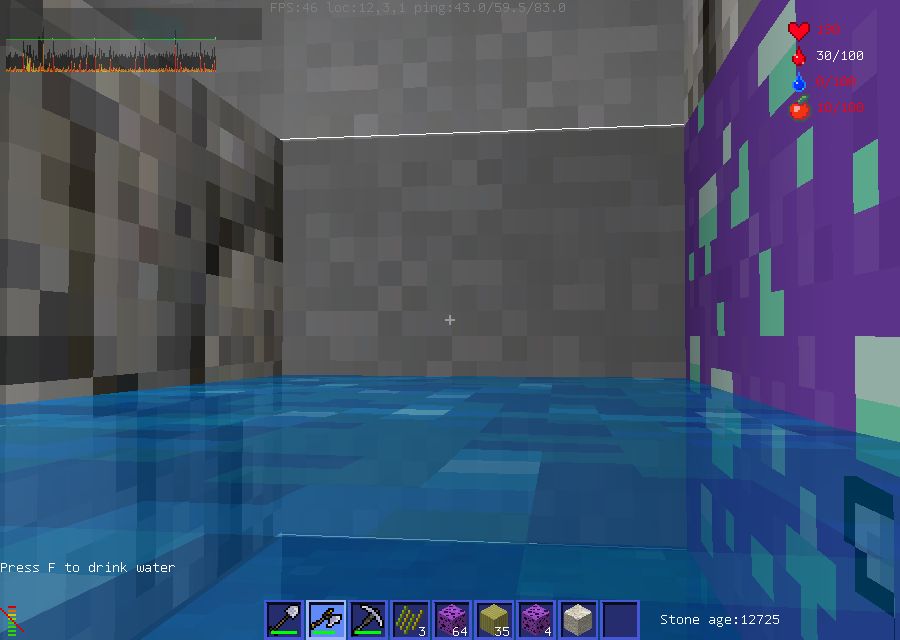 FPS:46 loc:12,3,1 ping:43.0/59.5/83.0
30/100
0/100
10/100
Press F to drink water
3
64
35
4
Stone age:12725